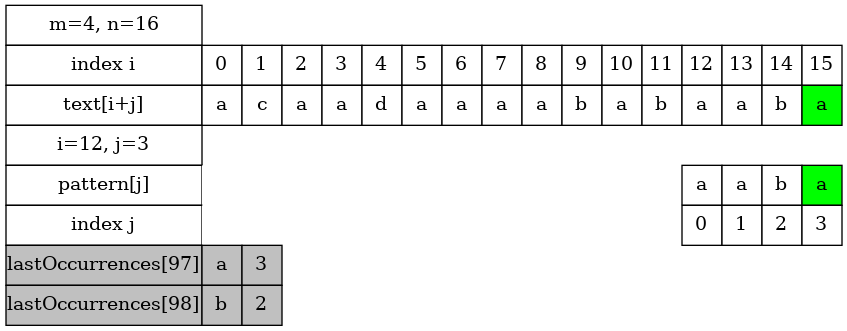 m=4, n=16
index i 0 1 2 3 4 5 6 7 8 9 10 11 12 13 14 15
text[i+j] a c a a d a a a a b a b a a b a
i=12, j=3
pattern[j] a a b a
index j 0 1 2 3
lastOccurrences[97] a 3
lastOccurrences[98] b 2